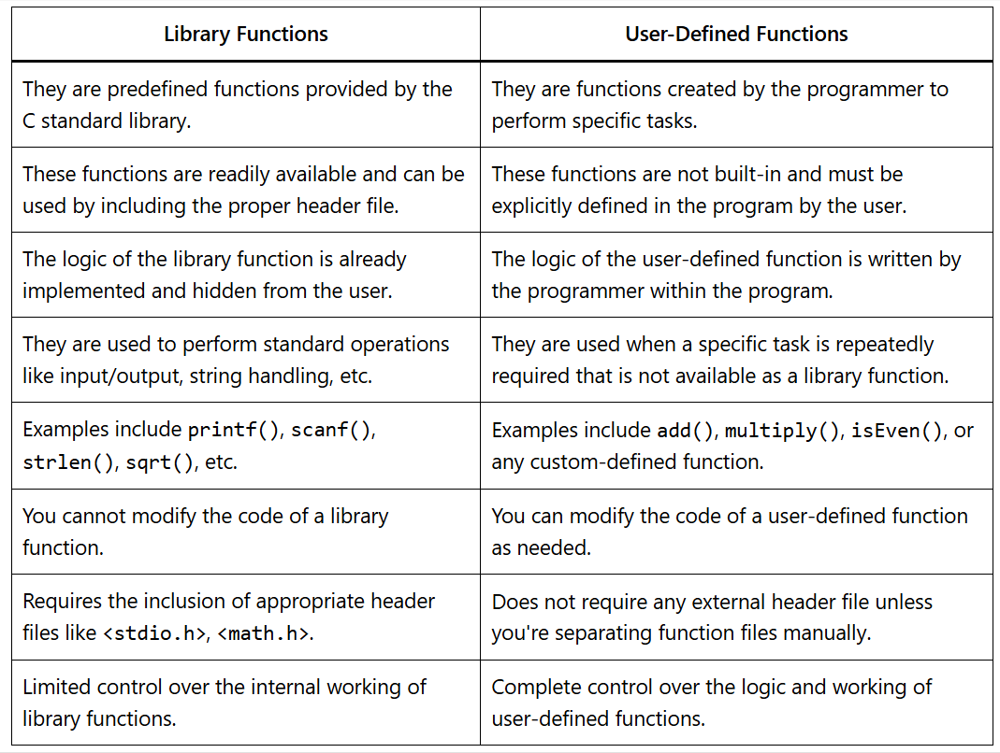 Library Functions
User-Defined Functions
They are predefined functions provided by the
C standard library.
They are functions created by the programmer to
perform specific tasks.
These functions are readily available and can be
used by including the proper header file.
These functions are not built-in and must be
explicitly defined in the program by the user.
The logic of the library function is already
implemented and hidden from the user.
The logic of the user-defined function is written by
the programmer within the program.
They are used to perform standard operations
like input/output, string handling, etc.
They are used when a specific task is repeatedly
required that is not available as a library function.
Examples include printf(), scanf(),
strlen(), sqrt(), etc.
Examples include add(), multiply(), isEven(), or
any custom-defined function.
You cannot modify the code of a library
function.
You can modify the code of a user-defined function
as needed.
Requires the inclusion of appropriate header
files like <stdio.h>, <math.h>.
Does not require any external header file unless
you're separating function files manually.
Limited control over the internal working of
library functions.
Complete control over the logic and working of
user-defined functions.